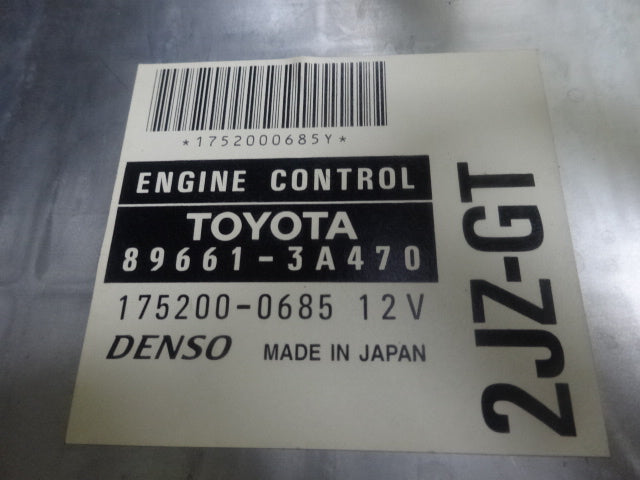 *1752000685Y*
ENGINE CONTROL
TOYOTA
89661-3A470
175200-0685 12V
DENSO MADE IN JAPAN
2JZ-GT